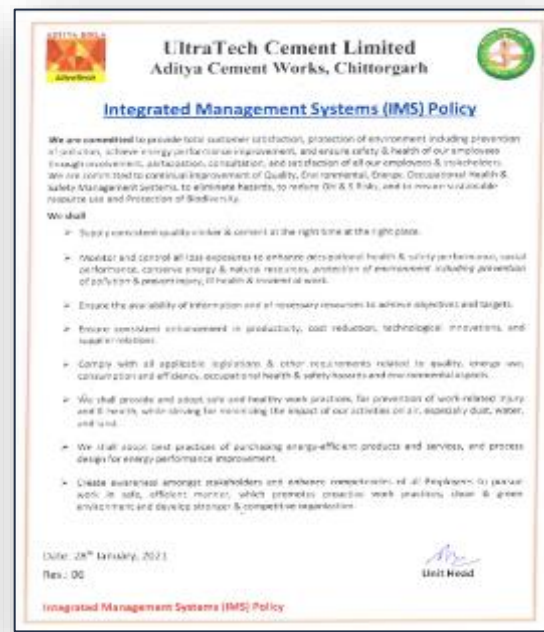 ADITYA BIRLA
UltraTech
UltraTech Cement Limited
Aditya Cement Works, Chittorgarh
Integrated Management Systems (IMS) Policy
We are committed to provide total customer satisfaction, protection of environment including prevention
of pollution, achieve energy performance improvement, and ensure safety & health of our employees
through involvement, participation, consultation, and satisfaction of all our employees & stakeholders.
We are committed to continual improvement of Quality, Environmental, Energy, Occupational Health &
Safety Management Systems, to eliminate hazards, to reduce OH & S Risks, and to ensure sustainable
resource use and Protection of Biodiversity.
We shall
➢ Supply consistent quality clinker & cement at the right time at the right place.
➢ Monitor and control all loss exposures to enhance occupational health & safety performance, social
performance, conserve energy & natural resources, protection of environment including prevention
of pollution & prevent injury, ill health & at work.
➢ Ensure the availability of information and of necessary resources to achieve objectives and targets.
➢ Ensure consistent enhancement in productivity, cost reduction, technological innovations, and
supplier relations.
➢ Comply with all applicable legislations & other requirements related to quality, energy use,
consumption and efficiency, occupational health & safety hazards and environmental aspects.
➢ We shall provide and adopt safe and healthy work practices, for prevention of work-related injury
and ill health, while striving for minimizing the impact of our activities on air, especially dust, water,
and land.
➢ We shall adopt best practices of purchasing energy-efficient products and services, and process
design for energy performance improvement.
➢ Create awareness amongst stakeholders and enhance competencies of all Employees to pursue
work in safe, efficient manner, which promotes proactive work practices, clean & green
environment and develop stronger & competitive organization.
Date: 28th January, 2021
Rev.: 06
Unit Head
Integrated Management Systems (IMS) Policy